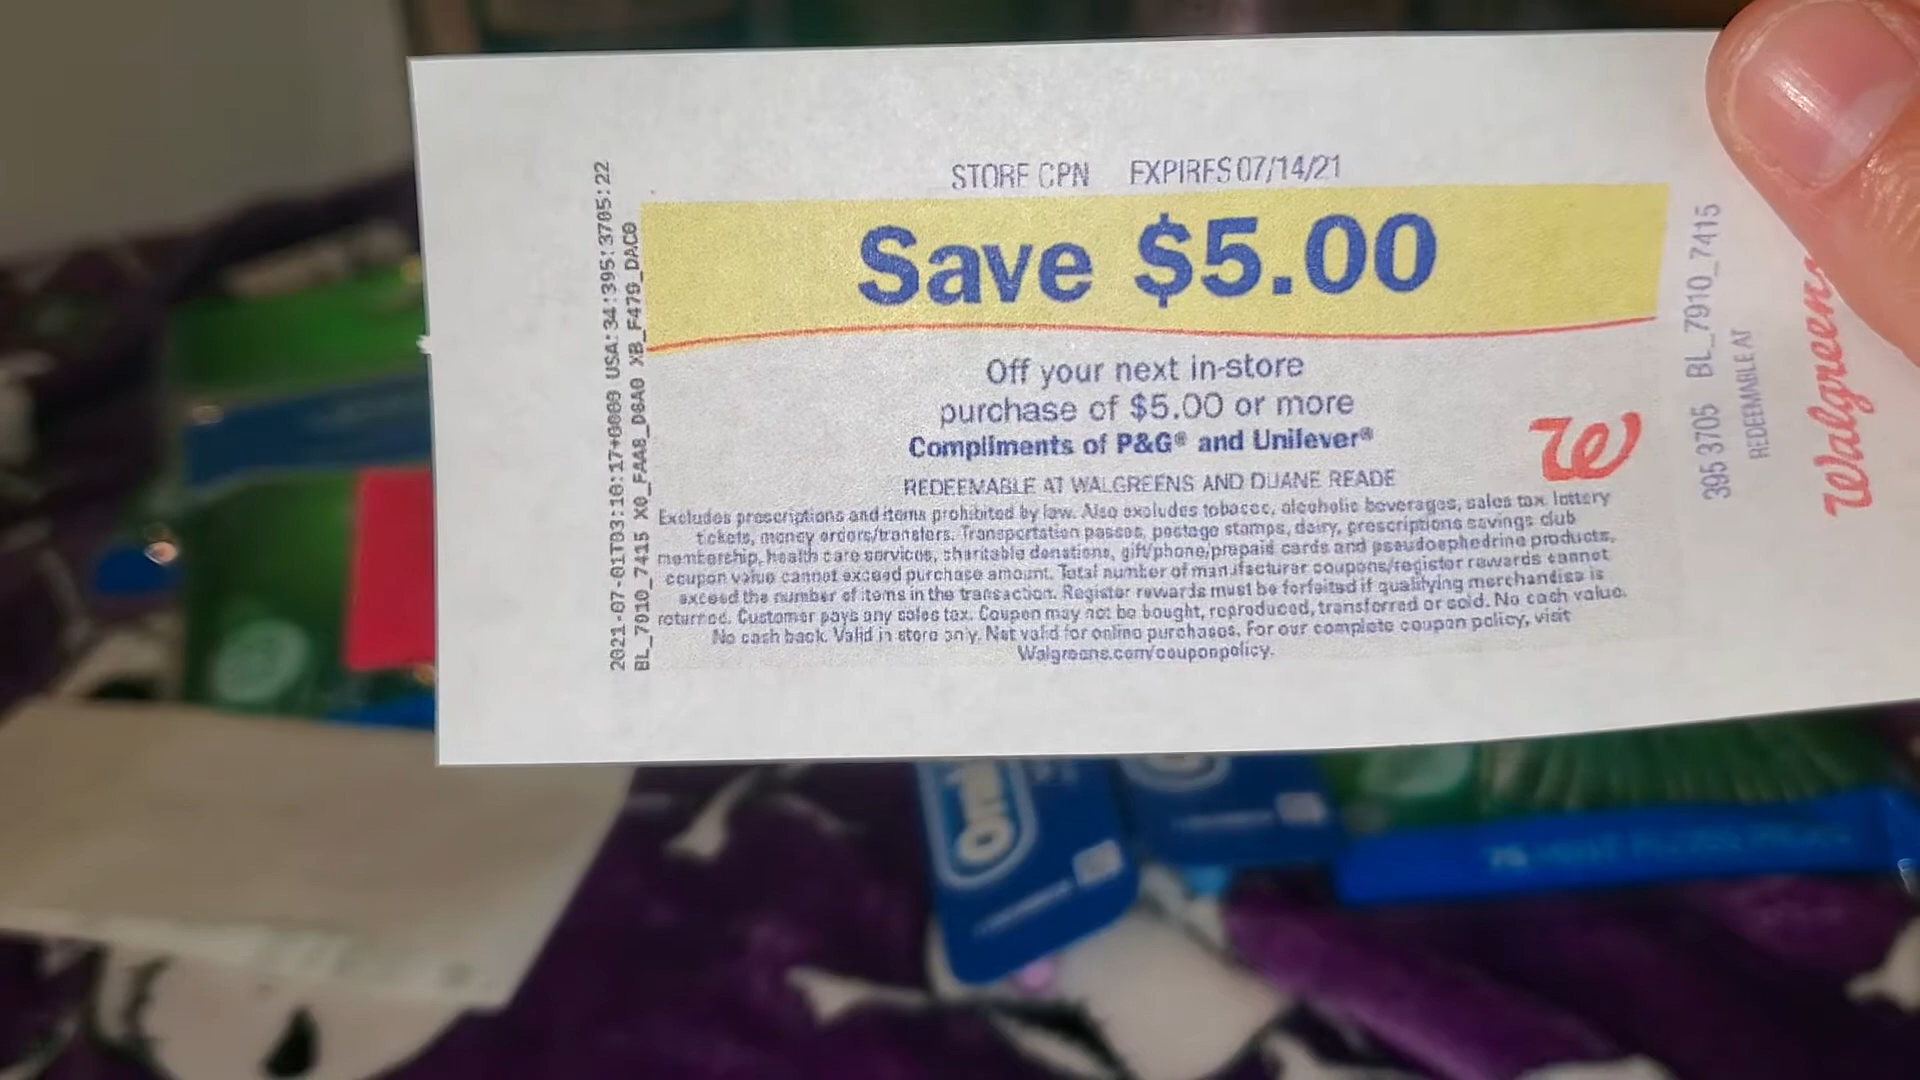 STORE CPN EXPIRES 07/14/21
Save $5.00
Off your next in-store
purchase of $5.00 or more
Compliments of P&G® and Unilever®
REDEEMABLE AT WALGREENS AND DUANE READE
Excludes prescriptions and items prohibited by law. Also excludes tobacco, alcoholic beverages, sales tax, lottery
tickets, money orders/transfers. Transportation passes, postage stamps, dairy, prescriptions savings club
membership, health care services, charitable donations, gift/phone/prepaid cards and pseudoephedrine products,
coupon value cannot exceed purchase amount. Total number of manufacturer coupons/register rewards cannot
exceed the number of items in the transaction. Register rewards must be forfeited if qualifying merchandise is
returned. Customer pays any sales tax. Coupon may not be bought, reproduced, transferred or sold. No cash value.
No cash back. Valid in store only. Not valid for online purchases. For our complete coupon policy, visit
Walgreens.com/couponpolicy.
W
2021-07-01T03:10:17+0000 USA:34:395:3705:22
BL_7910_7415 X0_FAA8_D6A0 XB_F479_DAC0
395 3705 BL_7910_7415
REDEEMABLE AT
Walgreens
Oral